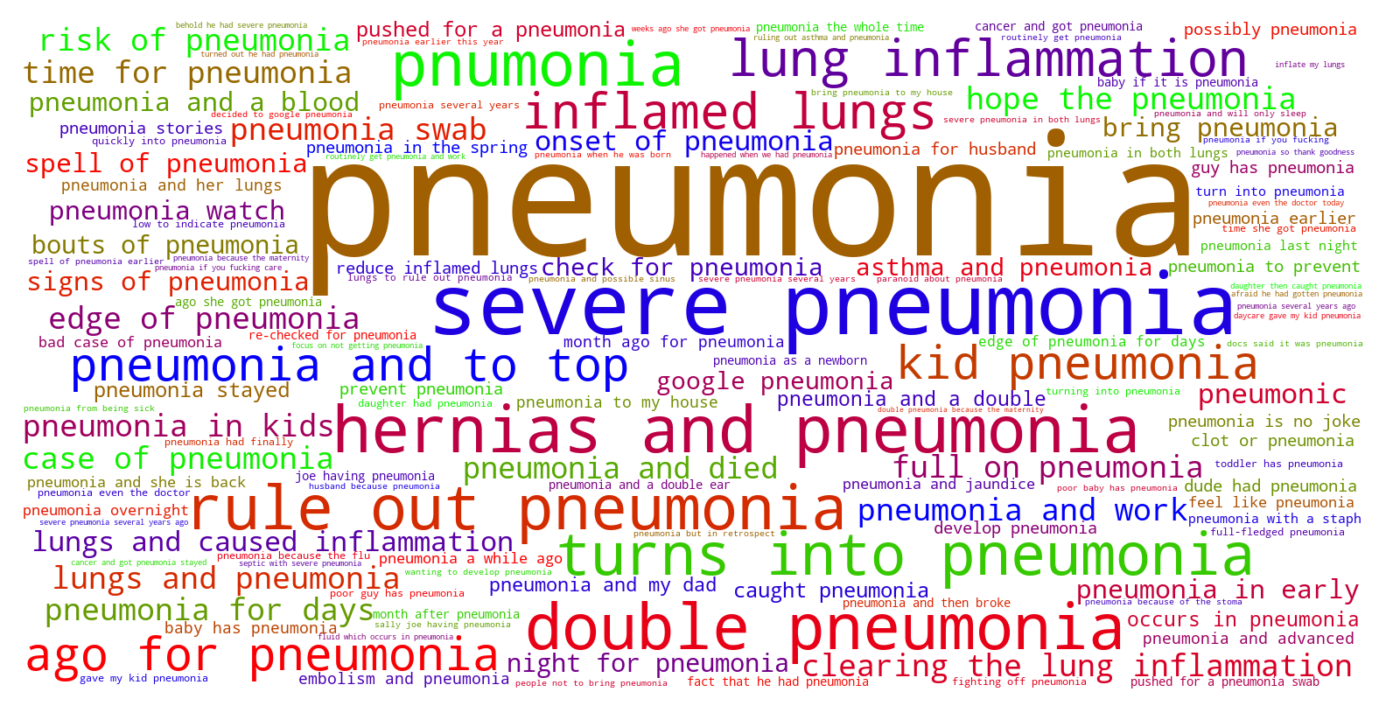 behold he had severe pneumonia
risk of pneumonia
turned out he had pneumonia
pushed for a pneumonia
weeks ago she got pneumonia
pneumonia the whole time
cancer and got pneumonia
possibly pneumonia
pneumonia earlier this year
ruling out asthma and pneumonia
routinely get pneumonia
time for pneumonia
pnumonia
lung inflammation
inflate my lungs
baby if it is pneumonia
bring pneumonia to my house
pneumonia and a blood
pneumonia several years
inflamed lungs
hope the pneumonia
decided to google pneumonia
severe pneumonia in both lungs
pneumonia and will only sleep
pneumonia stories
pneumonia swab
bring pneumonia
quickly into pneumonia
pneumonia in the spring
onset of pneumonia
pneumonia for husband
pneumonia if you fucking
routinely get pneumonia and work
pneumonia when he was born
happened when we had pneumonia
pneumonia in both lungs
pneumonia so thank goodness
spell of pneumonia
pneumonia
guy has pneumonia
pneumonia and her lungs
turn into pneumonia
pneumonia even the doctor today
pneumonia watch
pneumonia earlier
low to indicate pneumonia
time she got pneumonia
bouts of pneumonia
pneumonia last night
spell of pneumonia earlier
pneumonia because the maternity
pneumonia if you fucking care
reduce inflamed lungs
check for pneumonia
asthma and pneumonia
pneumonia to prevent
signs of pneumonia
lungs to rule out pneumonia
pneumonia and possible sinus
severe pneumonia several years
paranoid about pneumonia
daughter then caught pneumonia
afraid he had gotten pneumonia
ago she got pneumonia
severe pneumonia
pneumonia several years ago
daycare gave my kid pneumonia
edge of pneumonia
re-checked for pneumonia
bad case of pneumonia
focus on not getting pneumonia
month ago for pneumonia
edge of pneumonia for days
docs said it was pneumonia
pneumonia and to top
pneumonia as a newborn
kid pneumonia
google pneumonia
pneumonia stayed
prevent pneumonia
pneumonia and a double
turning into pneumonia
pneumonic
pneumonia from being sick
daughter had pneumonia
pneumonia to my house
double pneumonia because the maternity
pneumonia in kids
hernias and pneumonia
pneumonia is no joke
pneumonia had finally
clot or pneumonia
case of pneumonia
pneumonia and died
full on pneumonia
toddler has pneumonia
pneumonia and she is back
joe having pneumonia
husband because pneumonia
pneumonia and a double ear
pneumonia and jaundice
poor baby has pneumonia
dude had pneumonia
pneumonia even the doctor
pneumonia overnight
rule out pneumonia
pneumonia and work
feel like pneumonia
severe pneumonia several years ago
pneumonia with a staph
lungs and caused inflammation
pneumonia but in retrospect
develop pneumonia
full-fledged pneumonia
cancer and got pneumonia stayed
pneumonia because the flu
septic with severe pneumonia
pneumonia a while ago
turns into pneumonia
lungs and pneumonia
wanting to develop pneumonia
poor guy has pneumonia
pneumonia and my dad
caught pneumonia
pneumonia in early
pneumonia for days
month after pneumonia
pneumonia and then broke
pneumonia because of the stoma
baby has pneumonia
sally joe having pneumonia
double pneumonia
occurs in pneumonia
fluid which occurs in pneumonia
pneumonia and advanced
ago for pneumonia
night for pneumonia
clearing the lung inflammation
gave my kid pneumonia
embolism and pneumonia
people not to bring pneumonia
fact that he had pneumonia
fighting off pneumonia
pushed for a pneumonia swab